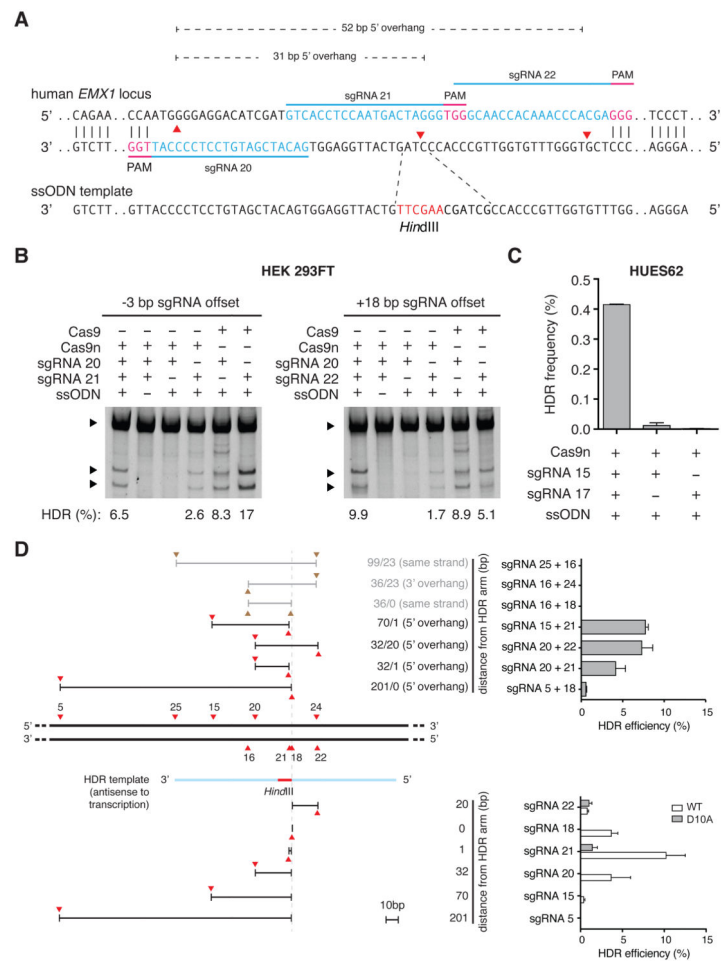 A
52 bp 5' overhang
31 bp 5' overhang
sgRNA 22
sgRNA 21 PAM PAM
human EMX1 locus
5' ..CAGAA..CCAATGGGGAGGACATCGATGTCACCTCCAATGACTAGGGTGGGCAACCACAAACCCACGAGGG..TCCCT.. 3'
3' ..GTCTT..GGTTACCCCTCCTGTAGCTACAGTGGAGGTTACTGATCCCACCCGTTGGTGTTTGGGTGCTCCC..AGGGA.. 5'
PAM sgRNA 20
ssODN template
3' GTCTT..GTTACCCCTCCTGTAGCTACAGTGGAGGTTACTGTTCGAACGATCGCCACCCGTTGGTGTTTGG..AGGGA 5'
HindIII
B
HEK 293FT
-3 bp sgRNA offset +18 bp sgRNA offset
Cas9 – – – – + + Cas9 – – – – + +
Cas9n + + + + – – Cas9n + + + + – –
sgRNA 20 + + – – + – sgRNA 20 + + – – + –
sgRNA 21 + – – + – + sgRNA 22 + – – + – +
ssODN + – + + + + ssODN + – + + + +
HDR (%): 6.5 2.6 8.3 17 9.9 1.7 8.9 5.1
C
HUES62
HDR frequency (%)
0.5
0.4
0.3
0.2
0.1
0.0
Cas9n + + +
sgRNA 15 + + –
sgRNA 17 + – +
ssODN + + +
D
99/23 (same strand)
36/23 (3' overhang)
36/0 (same strand)
70/1 (5' overhang)
32/20 (5' overhang)
32/1 (5' overhang)
201/0 (5' overhang)
distance from HDR arm (bp)
sgRNA 25 + 16
sgRNA 16 + 24
sgRNA 16 + 18
sgRNA 15 + 21
sgRNA 20 + 22
sgRNA 20 + 21
sgRNA 5 + 18
0 5 10 15
HDR efficiency (%)
5 25 15 20 24
5' 3'
3' 5'
16 21 18 22
HDR template
(antisense to
transcription)
3' 5'
HindIII
20
0
1
32
70
201
distance from HDR arm (bp)
10bp
sgRNA 22
sgRNA 18
sgRNA 21
sgRNA 20
sgRNA 15
sgRNA 5
WT
D10A
0 5 10 15
HDR efficiency (%)